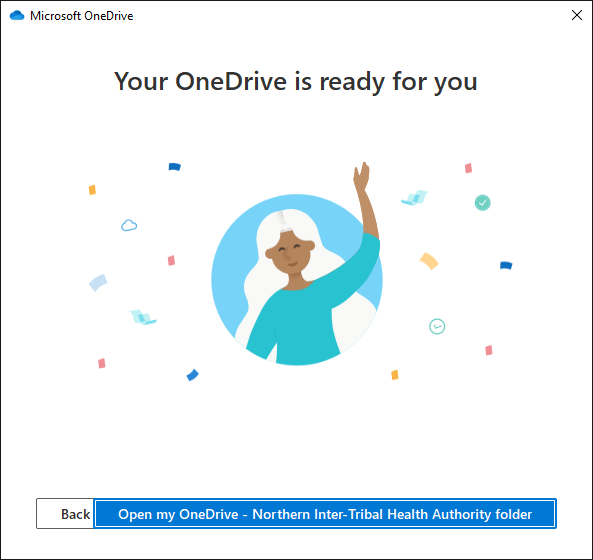 Microsoft OneDrive
Your OneDrive is ready for you
Back
Open my OneDrive - Northern Inter-Tribal Health Authority folder